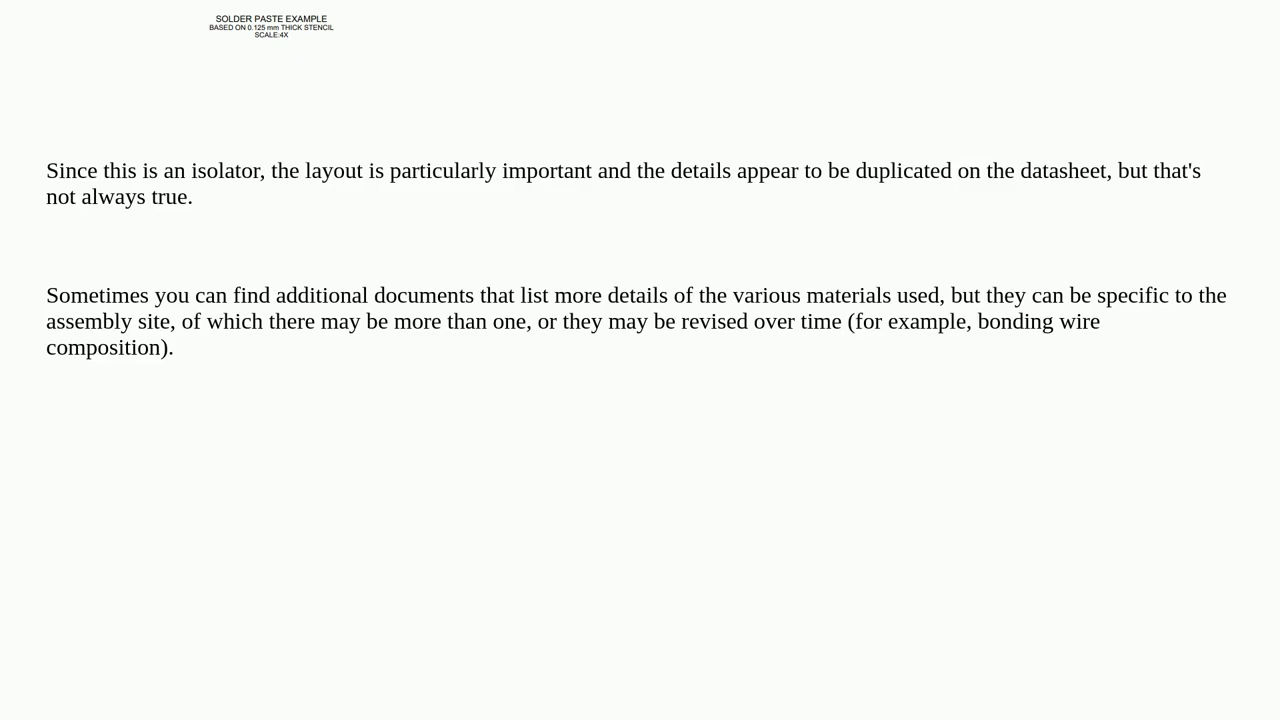 SOLDER PASTE EXAMPLE
BASED ON 0.125 mm THICK STENCIL
SCALE:4X
Since this is an isolator, the layout is particularly important and the details appear to be duplicated on the datasheet, but that's
not always true.
Sometimes you can find additional documents that list more details of the various materials used, but they can be specific to the
assembly site, of which there may be more than one, or they may be revised over time (for example, bonding wire
composition).